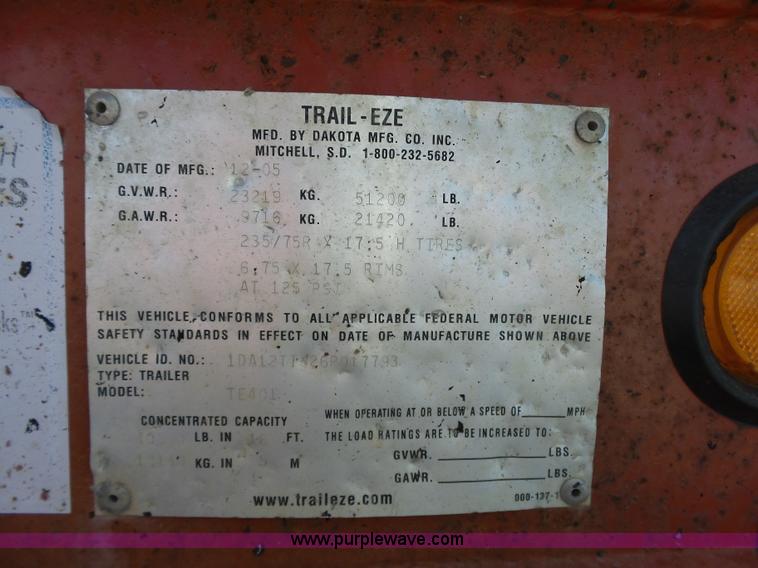 TRAIL-EZE
MFD. BY DAKOTA MFG. CO. INC.
MITCHELL, S.D. 1-800-232-5682
DATE OF MFG.: 12-05
G.V.W.R.: 23219 KG. 51200 LB.
G.A.W.R.: 9716 KG. 21420 LB.
235/75R X 17.5 H TIRES
6.75 X 17.5 RIMS
AT 125 PSI
THIS VEHICLE CONFORMS TO ALL APPLICABLE FEDERAL MOTOR VEHICLE
SAFETY STANDARDS IN EFFECT ON DATE OF MANUFACTURE SHOWN ABOVE
VEHICLE ID. NO.:
TYPE: TRAILER
MODEL: TE401
CONCENTRATED CAPACITY
LB. IN FT.
KG. IN M
WHEN OPERATING AT OR BELOW A SPEED OF ______ MPH
THE LOAD RATINGS ARE TO BE INCREASED TO:
GVWR. ______ LBS.
GAWR. ______ LBS.
www.traileze.com
www.purplewave.com